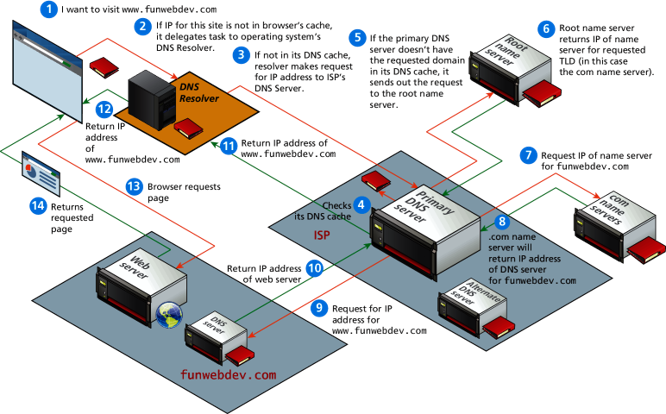 1 I want to visit www.funwebdev.com
2 If IP for this site is not in browser's cache,
it delegates task to operating system's
DNS Resolver.
3 If not in its DNS cache,
resolver makes request
for IP address to ISP's
DNS Server.
5 If the primary DNS
server doesn't have
the requested domain
in its DNS cache, it
sends out the request
to the root name
server.
6 Root name server
returns IP of name
server for requested
TLD (in this case
the com name server).
Root
name
server
DNS
Resolver
12
Return IP
address
of
www.funwebdev.com
11 Return IP address of
www.funwebdev.com
7 Request IP of name server
for funwebdev.com
13 Browser requests
page
14 Returns
requested
page
4
Checks
its DNS cache
Primary
DNS
server
ISP
com
name
servers
8
.com name
server will
return IP address
of DNS server
for funwebdev.com
Web
server
Return IP address 10
of web server
Alternate
DNS
server
9 Request for IP
address for
www.funwebdev.com
DNS
server
funwebdev.com